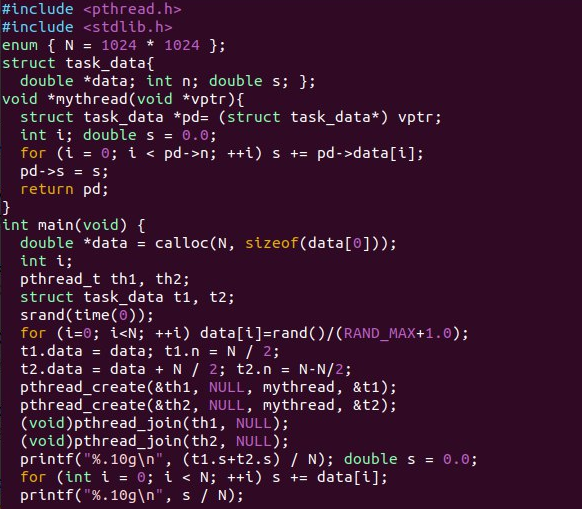 #include <pthread.h>
#include <stdlib.h>
enum { N = 1024 * 1024 };
struct task_data{
  double *data; int n; double s; };
void *mythread(void *vptr){
  struct task_data *pd= (struct task_data*) vptr;
  int i; double s = 0.0;
  for (i = 0; i < pd->n; ++i) s += pd->data[i];
  pd->s = s;
  return pd;
}
int main(void) {
  double *data = calloc(N, sizeof(data[0]));
  int i;
  pthread_t th1, th2;
  struct task_data t1, t2;
  srand(time(0));
  for (i=0; i<N; ++i) data[i]=rand()/(RAND_MAX+1.0);
  t1.data = data; t1.n = N / 2;
  t2.data = data + N / 2; t2.n = N-N/2;
  pthread_create(&th1, NULL, mythread, &t1);
  pthread_create(&th2, NULL, mythread, &t2);
  (void)pthread_join(th1, NULL);
  (void)pthread_join(th2, NULL);
  printf("%.10g\n", (t1.s+t2.s) / N); double s = 0.0;
  for (int i = 0; i < N; ++i) s += data[i];
  printf("%.10g\n", s / N);